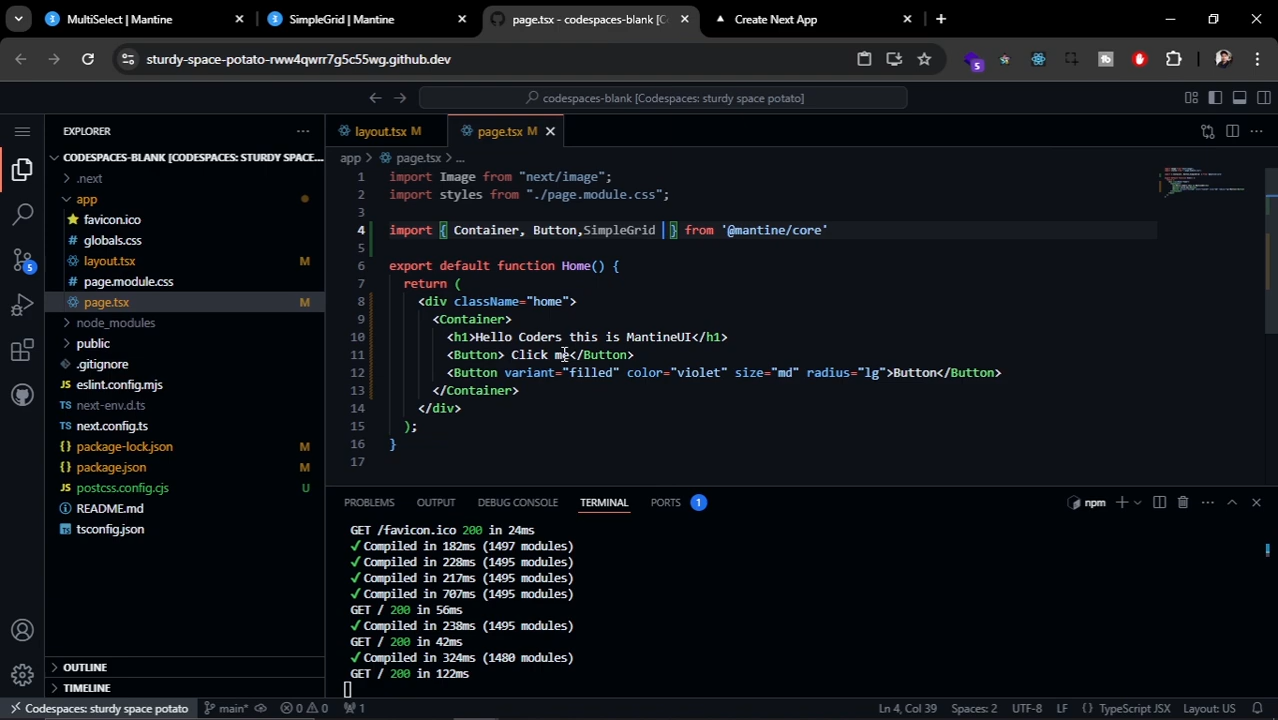 MultiSelect | Mantine
SimpleGrid | Mantine
page.tsx - codespaces-blank [C
Create Next App
sturdy-space-potato-rww4qwrr7g5c55wg.github.dev
5
codespaces-blank [Codespaces: sturdy space potato]
EXPLORER
CODESPACES-BLANK [CODESPACES: STURDY SPACE...
.next
app
favicon.ico
globals.css
layout.tsx M
page.module.css
page.tsx M
node_modules
public
.gitignore
eslint.config.mjs
TS next-env.d.ts
TS next.config.ts
{} package-lock.json M
{} package.json M
JS postcss.config.cjs U
README.md
tsconfig.json
OUTLINE
TIMELINE
5
layout.tsx M
page.tsx M
app > page.tsx > ...
1 import Image from "next/image";
2 import styles from "./page.module.css";
3
4 import { Container, Button,SimpleGrid } from '@mantine/core'
5
6 export default function Home() {
7 return (
8 <div className="home">
9 <Container>
10 <h1>Hello Coders this is MantineUI</h1>
11 <Button> Click me</Button>
12 <Button variant="filled" color="violet" size="md" radius="lg">Button</Button>
13 </Container>
14 </div>
15 );
16 }
17
PROBLEMS OUTPUT DEBUG CONSOLE TERMINAL PORTS 1
npm
GET /favicon.ico 200 in 24ms
✓ Compiled in 182ms (1497 modules)
✓ Compiled in 228ms (1495 modules)
✓ Compiled in 217ms (1495 modules)
✓ Compiled in 707ms (1495 modules)
GET / 200 in 56ms
✓ Compiled in 238ms (1495 modules)
GET / 200 in 42ms
✓ Compiled in 324ms (1480 modules)
GET / 200 in 122ms
Codespaces: sturdy space potato main* 0 0 1
Ln 4, Col 39 Spaces: 2 UTF-8 LF {} TypeScript JSX Layout: US